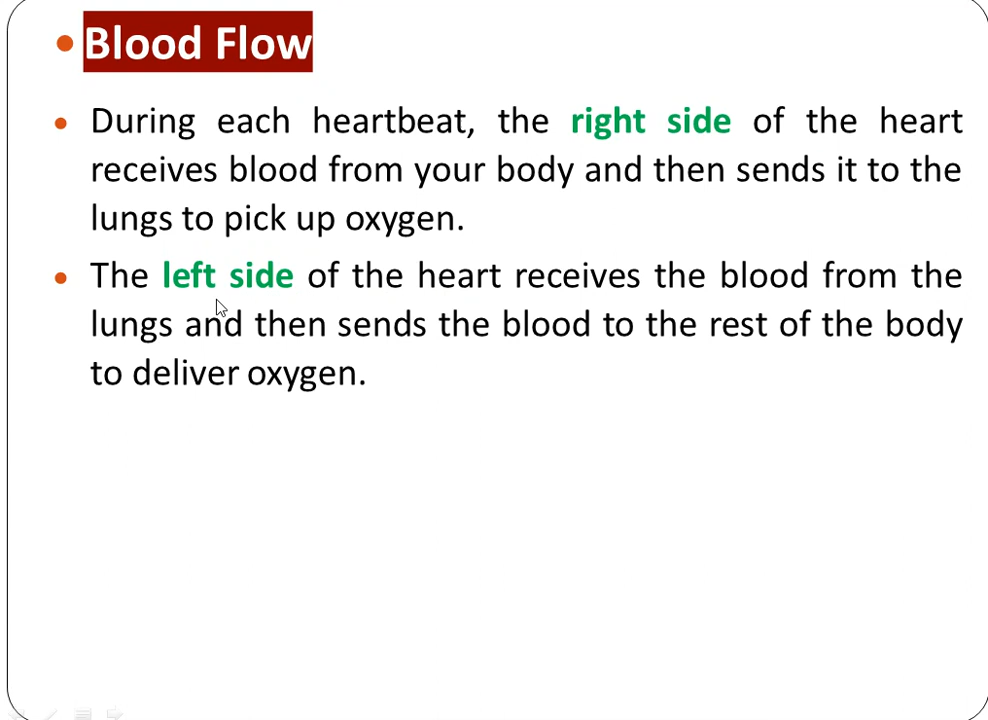 • Blood Flow
• During each heartbeat, the right side of the heart
receives blood from your body and then sends it to the
lungs to pick up oxygen.
• The left side of the heart receives the blood from the
lungs and then sends the blood to the rest of the body
to deliver oxygen.